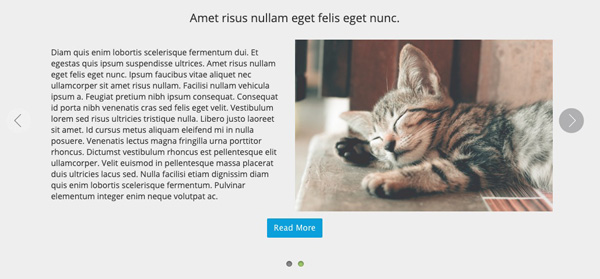 Amet risus nullam eget felis eget nunc.
Diam quis enim lobortis scelerisque fermentum dui. Et
egestas quis ipsum suspendisse ultrices. Amet risus nullam
eget felis eget nunc. Ipsum faucibus vitae aliquet nec
ullamcorper sit amet risus nullam. Facilisi nullam vehicula
ipsum a. Feugiat pretium nibh ipsum consequat. Consequat
id porta nibh venenatis cras sed felis eget velit. Vestibulum
lorem sed risus ultricies tristique nulla. Libero justo laoreet
sit amet. Id cursus metus aliquam eleifend mi in nulla
posuere. Venenatis lectus magna fringilla urna porttitor
rhoncus. Dictumst vestibulum rhoncus est pellentesque elit
ullamcorper. Velit euismod in pellentesque massa placerat
duis ultricies lacus sed. Nulla facilisi etiam dignissim diam
quis enim lobortis scelerisque fermentum. Pulvinar
elementum integer enim neque volutpat ac.
Read More